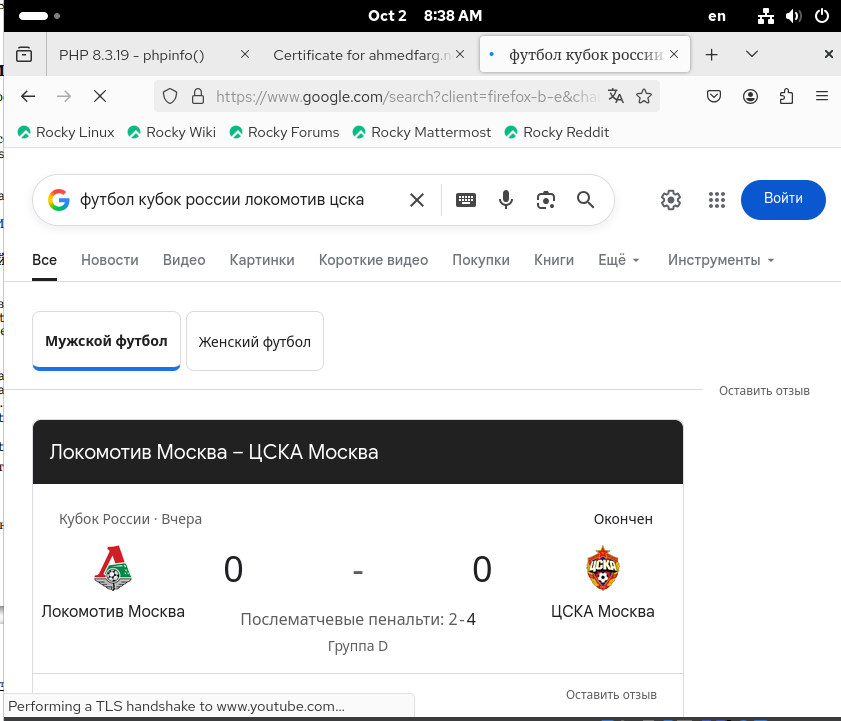 Oct 2 8:38 AM en
PHP 8.3.19 - phpinfo() Certificate for ahmedfarg.n футбол кубок россии
https://www.google.com/search?client=firefox-b-e&cha
Rocky Linux Rocky Wiki Rocky Forums Rocky Mattermost Rocky Reddit
футбол кубок россии локомотив цска Войти
Все Новости Видео Картинки Короткие видео Покупки Книги Ещё Инструменты
Мужской футбол Женский футбол
Оставить отзыв
Локомотив Москва – ЦСКА Москва
Кубок России · Вчера Окончен
0 - 0
Локомотив Москва ЦСКА Москва
Послематчевые пенальти: 2 - 4
Группа D
Оставить отзыв
Performing a TLS handshake to www.youtube.com…